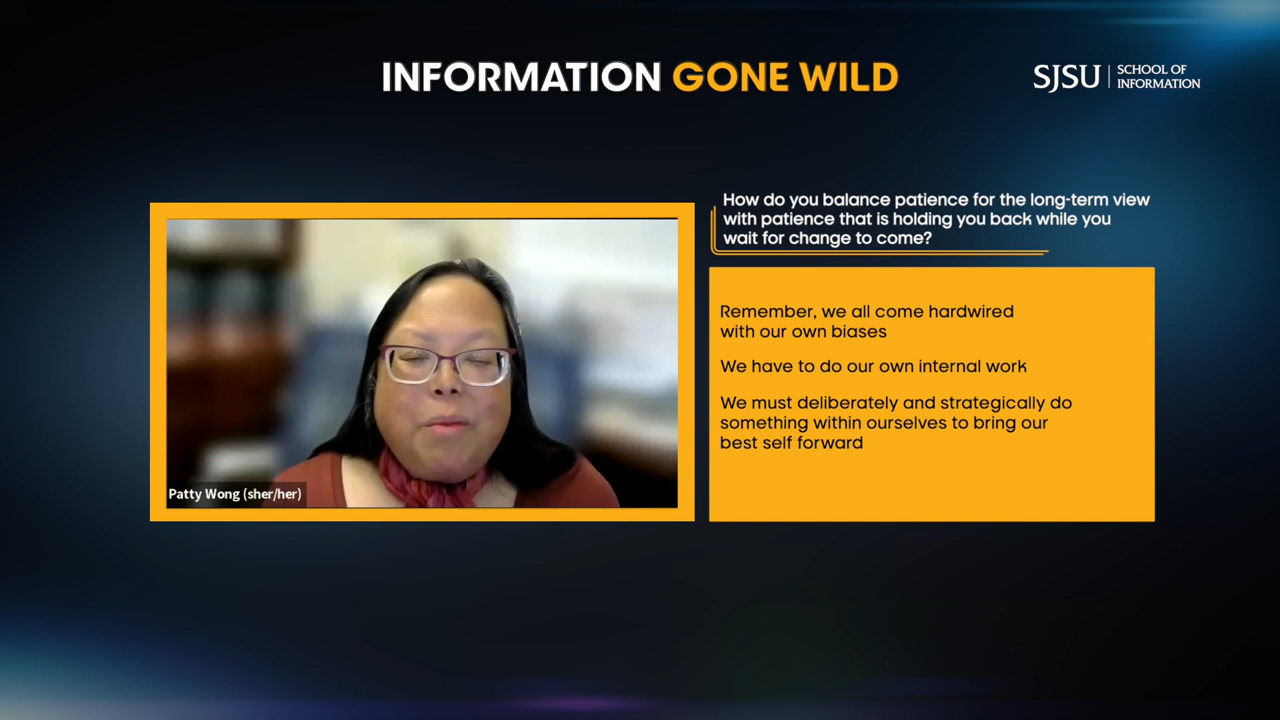 INFORMATION GONE WILD
SJSU
SCHOOL OF
INFORMATION
How do you balance patience for the long-term view
with patience that is holding you back while you
wait for change to come?
Remember, we all come hardwired
with our own biases
We have to do our own internal work
We must deliberately and strategically do
something within ourselves to bring our
best self forward
Patty Wong (sher/her)